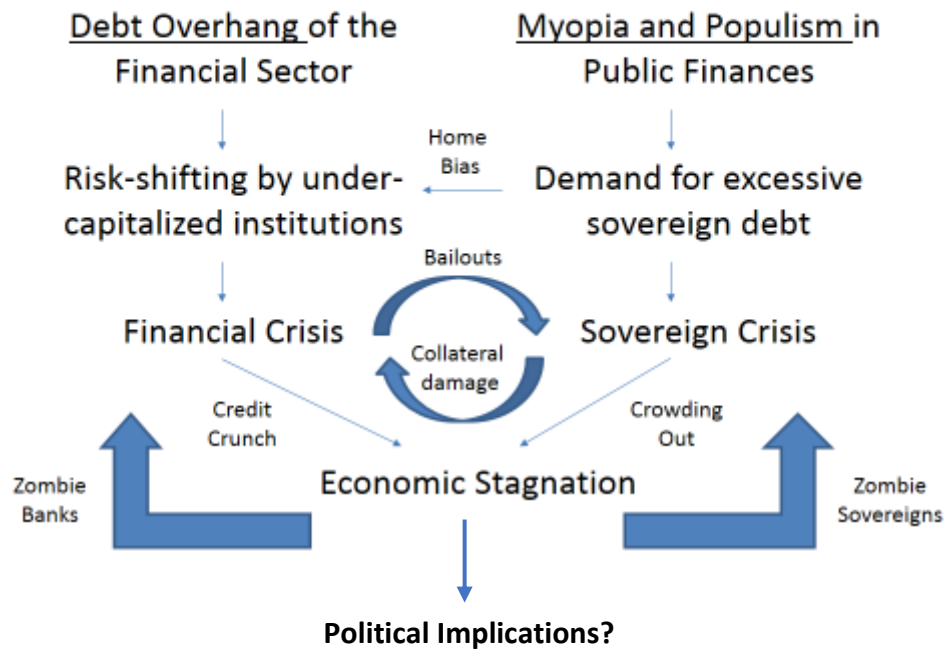 Debt Overhang of the
Financial Sector
Myopia and Populism in
Public Finances
Home
Bias
Risk-shifting by under-
capitalized institutions
Demand for excessive
sovereign debt
Bailouts
Financial Crisis
Sovereign Crisis
Collateral
damage
Credit
Crunch
Crowding
Out
Economic Stagnation
Zombie
Banks
Zombie
Sovereigns
Political Implications?